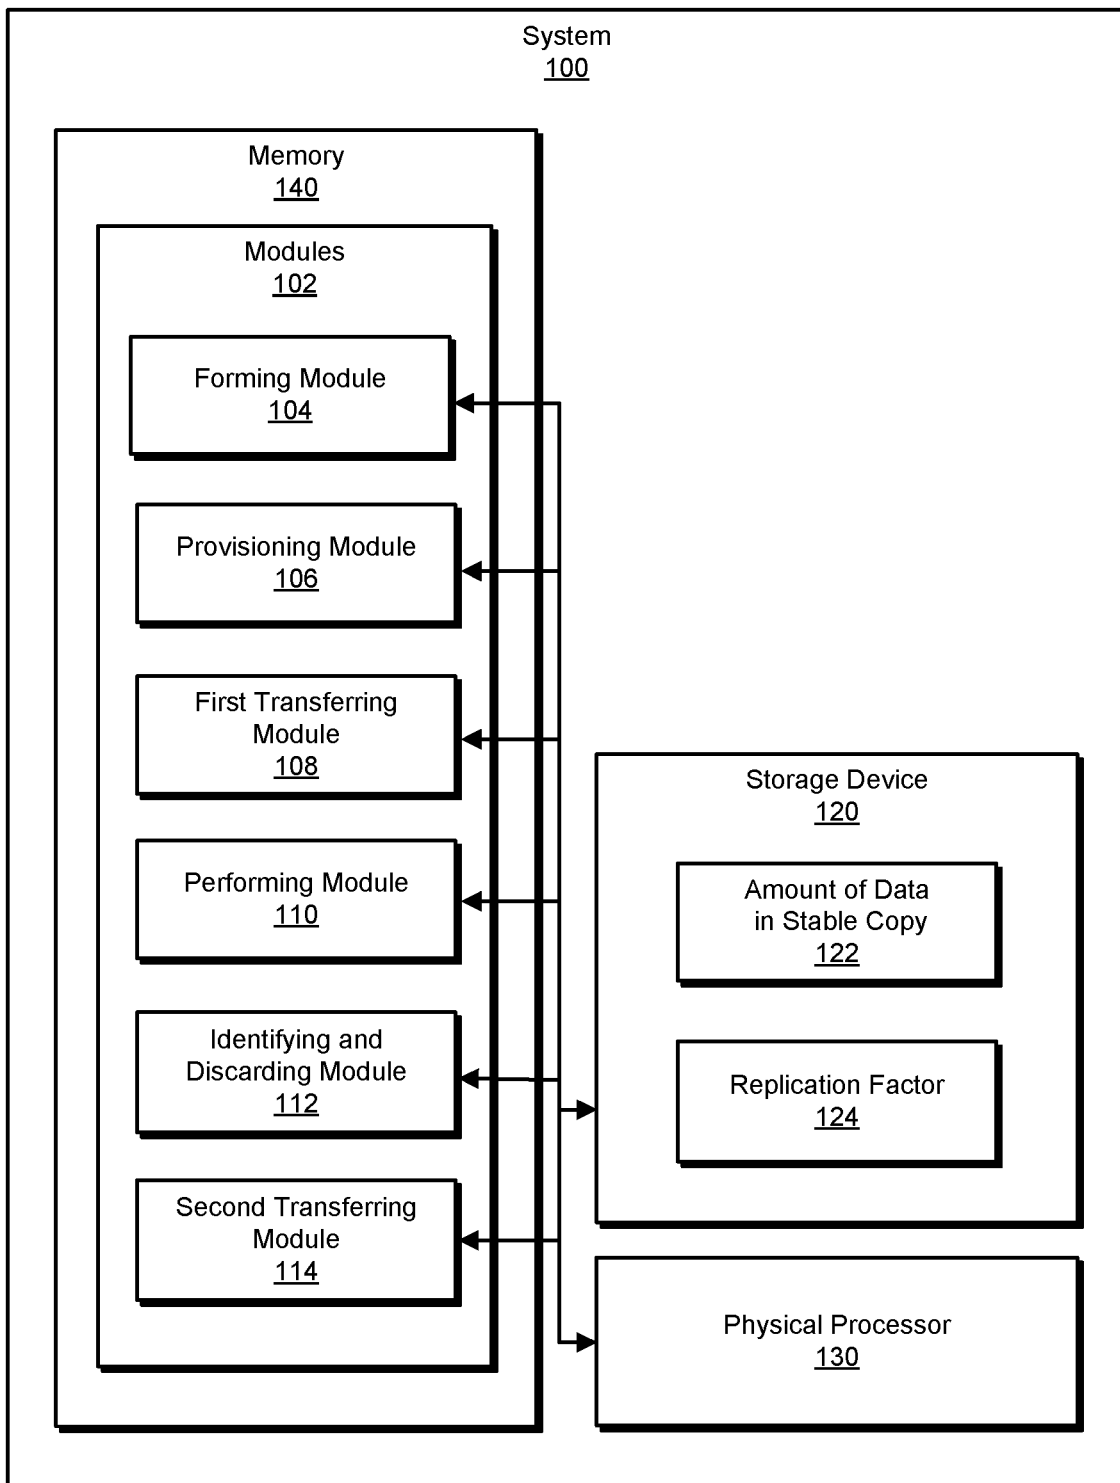 System
100
Memory
140
Modules
102
Forming Module
104
Provisioning Module
106
First Transferring
Module
108
Performing Module
110
Identifying and
Discarding Module
112
Second Transferring
Module
114
Storage Device
120
Amount of Data
in Stable Copy
122
Replication Factor
124
Physical Processor
130